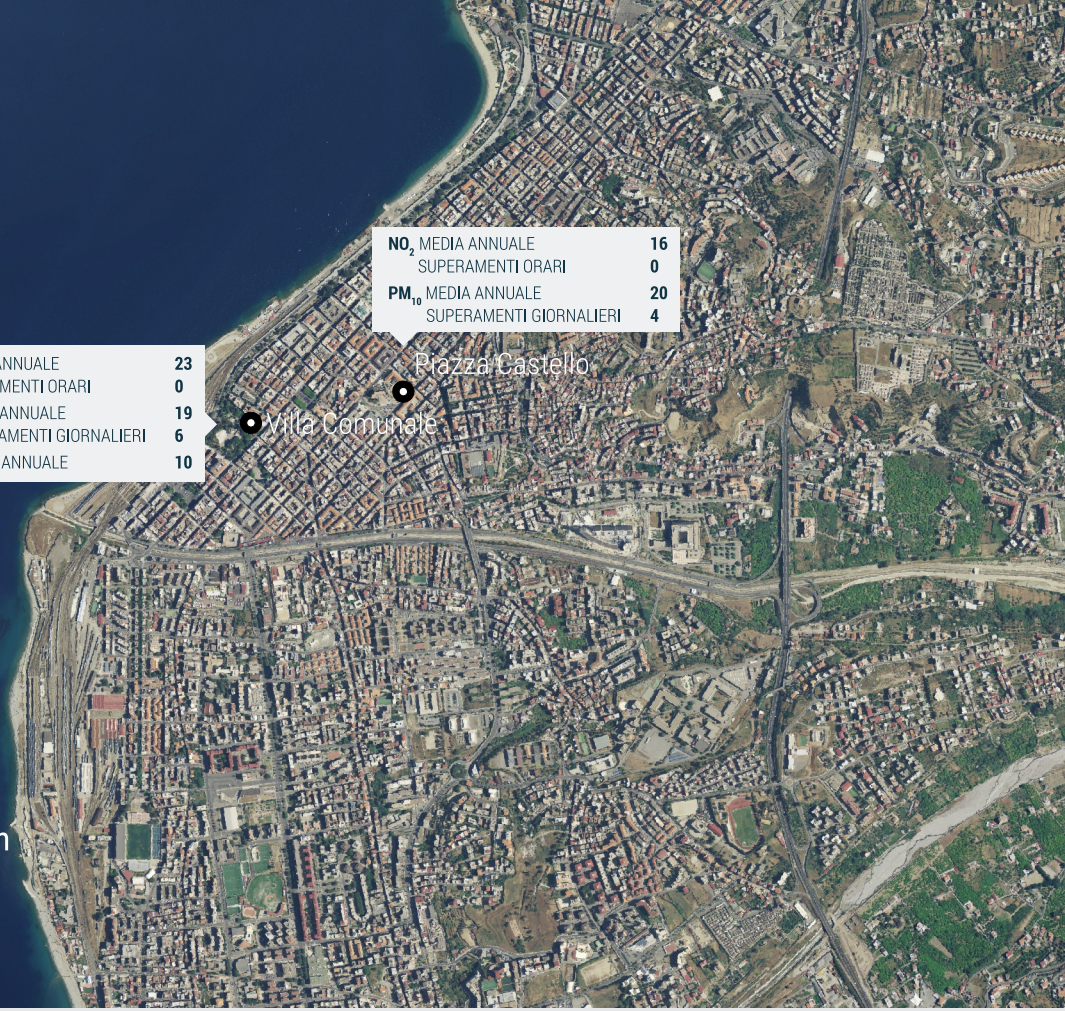 NO₂ MEDIA ANNUALE 16
SUPERAMENTI ORARI 0
PM₁₀ MEDIA ANNUALE 20
SUPERAMENTI GIORNALIERI 4
Piazza Castello
ANNUALE 23
MENTI ORARI 0
ANNUALE 19
AMENTI GIORNALIERI 6
ANNUALE 10
Villa Comunale